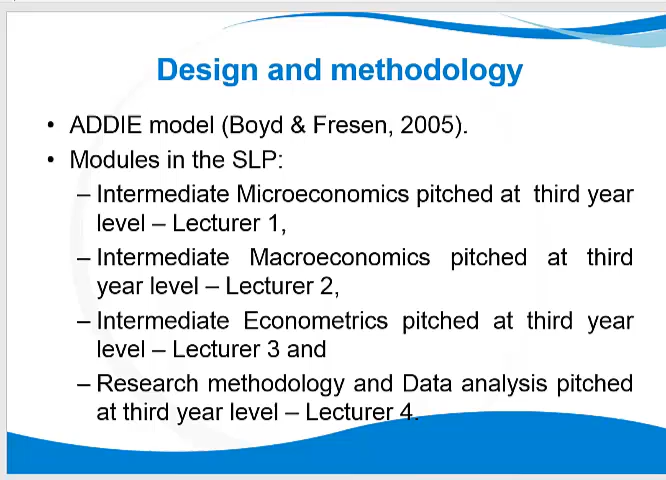 Design and methodology
• ADDIE model (Boyd & Fresen, 2005).
• Modules in the SLP:
– Intermediate Microeconomics pitched at third year
level – Lecturer 1,
– Intermediate Macroeconomics pitched at third
year level – Lecturer 2,
– Intermediate Econometrics pitched at third year
level – Lecturer 3 and
– Research methodology and Data analysis pitched
at third year level – Lecturer 4.